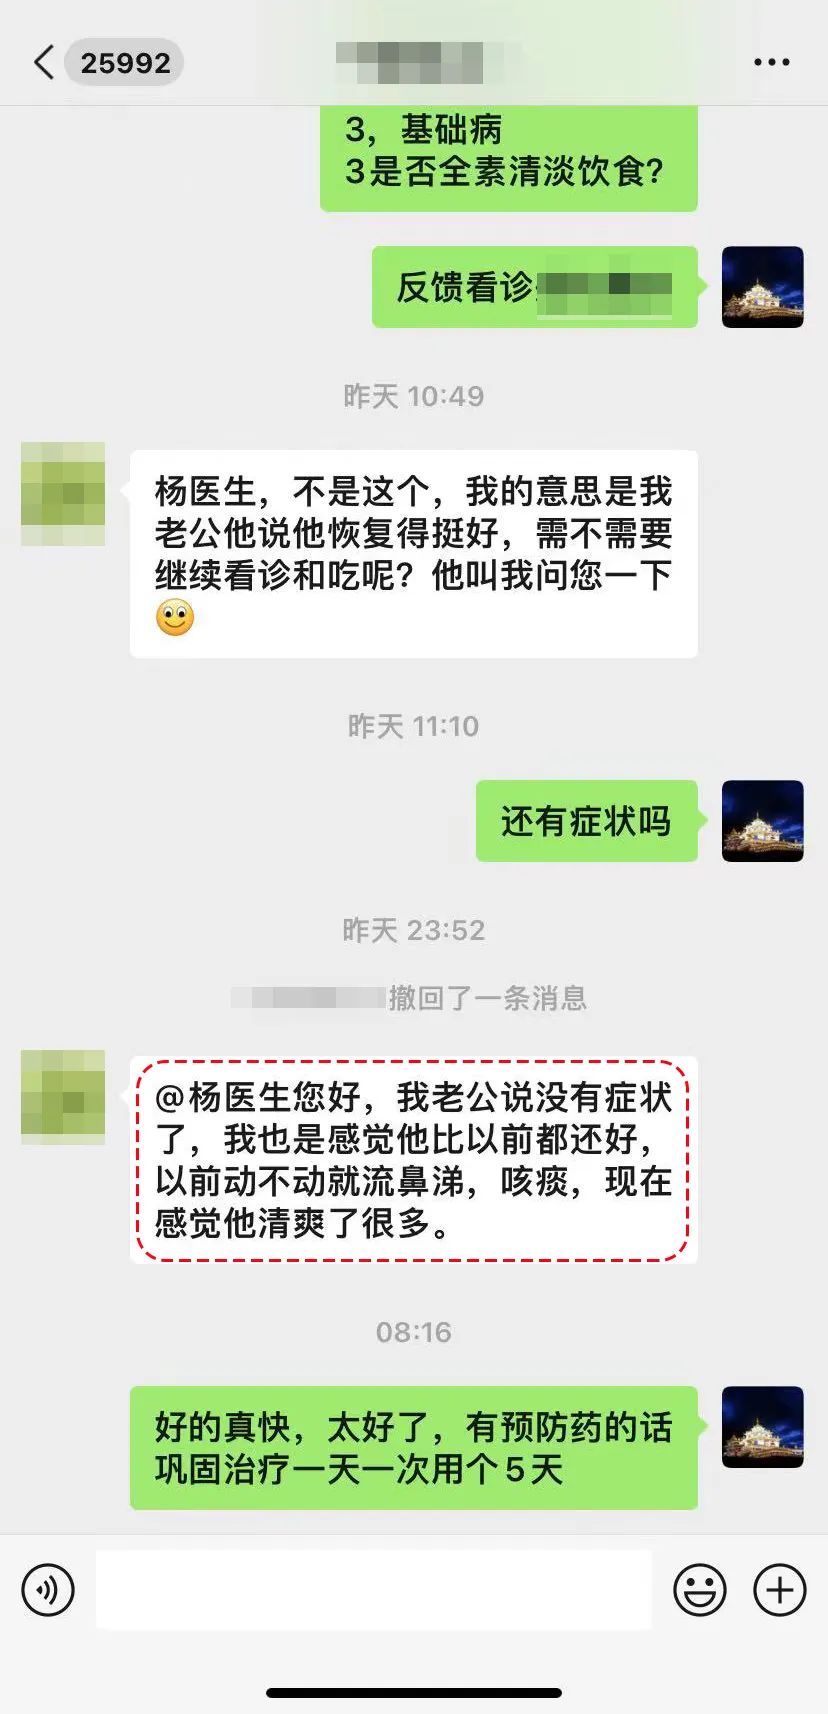 25992
3，基础病
3是否全素清淡饮食?
反馈看诊
昨天 10:49
杨医生，不是这个，我的意思是我
老公他说他恢复得挺好，需不需要
继续看诊和吃呢？他叫我问您一下
昨天 11:10
还有症状吗
昨天 23:52
撤回了一条消息
@杨医生您好，我老公说没有症状
了，我也是感觉他比以前都还好，
以前动不动就流鼻涕，咳痰，现在
感觉他清爽了很多。
08:16
好的真快，太好了，有预防药的话
巩固治疗一天一次用个5天